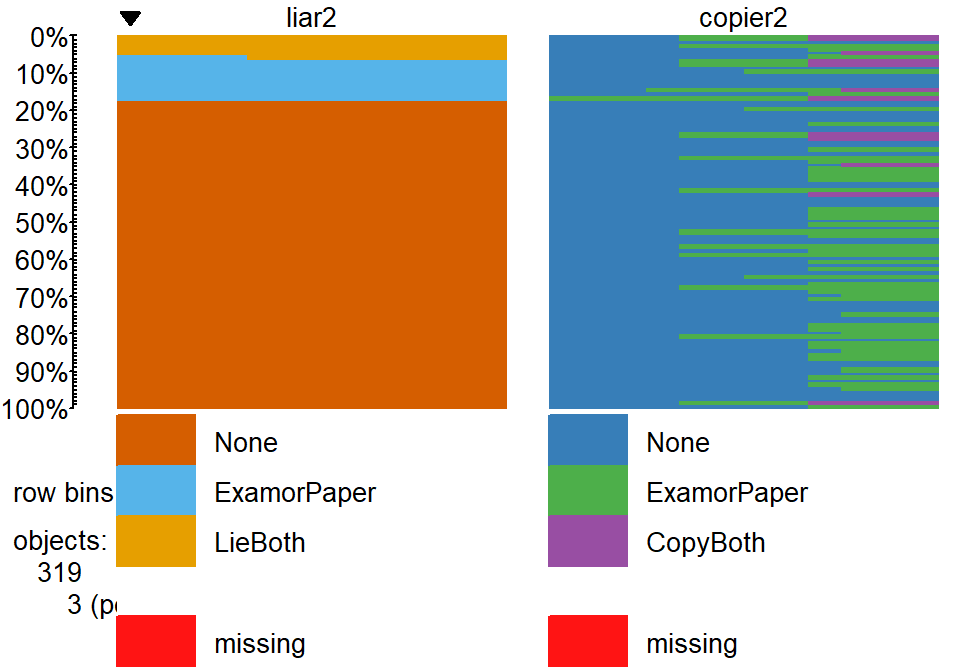 liar2 copier2
0%
10%
20%
30%
40%
50%
60%
70%
80%
90%
100%
None None
row bins ExamorPaper ExamorPaper
objects: LieBoth CopyBoth
319
3 (p
missing missing